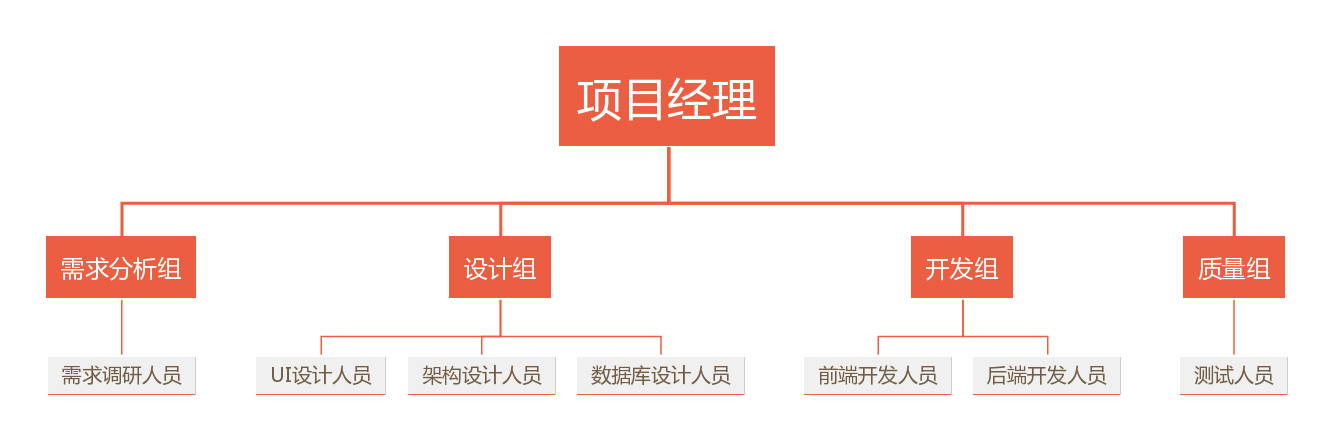 项目经理
需求分析组
设计组
开发组
质量组
需求调研人员
UI设计人员
架构设计人员
数据库设计人员
前端开发人员
后端开发人员
测试人员